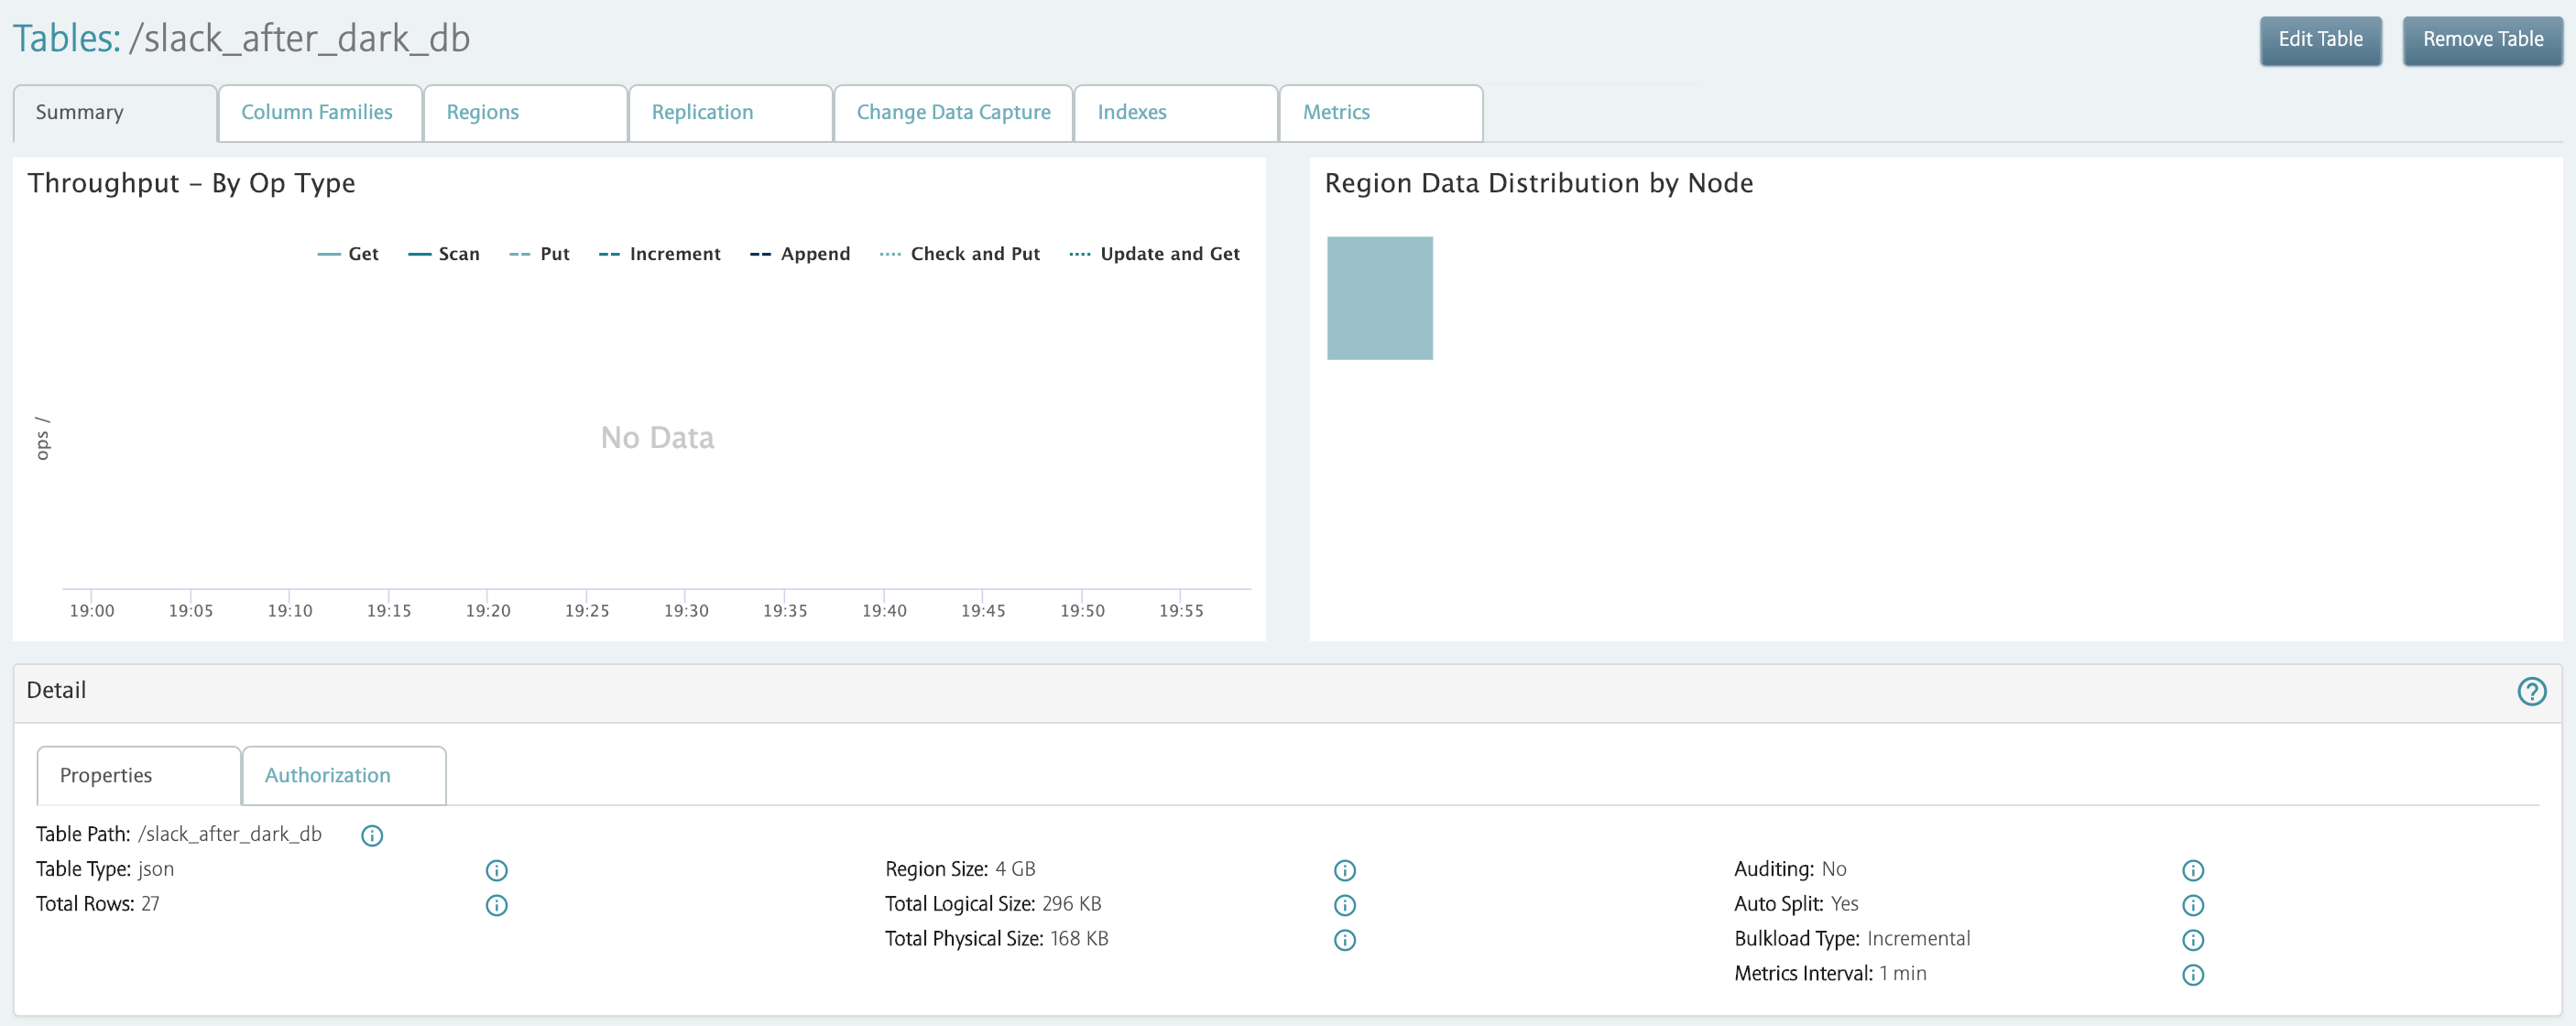 Tables: /slack_after_dark_db
Edit Table
Remove Table
Summary
Column Families
Regions
Replication
Change Data Capture
Indexes
Metrics
Throughput – By Op Type
Get
Scan
Put
Increment
Append
Check and Put
Update and Get
ops /
No Data
19:00
19:05
19:10
19:15
19:20
19:25
19:30
19:35
19:40
19:45
19:50
19:55
Region Data Distribution by Node
Detail
Properties
Authorization
Table Path: /slack_after_dark_db
Table Type: json
Total Rows: 27
Region Size: 4 GB
Total Logical Size: 296 KB
Total Physical Size: 168 KB
Auditing: No
Auto Split: Yes
Bulkload Type: Incremental
Metrics Interval: 1 min